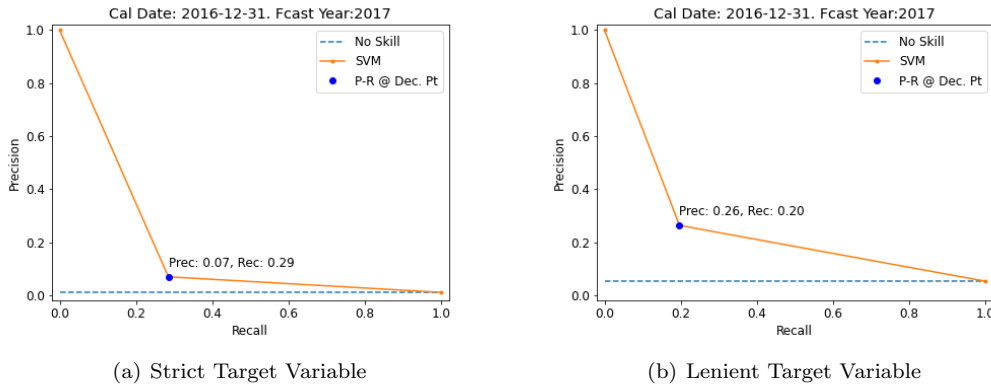 Cal Date: 2016-12-31. Fcast Year:2017
1.0
0.8
0.6
0.4
0.2
0.0
Precision
No Skill
SVM
P-R @ Dec. Pt
Prec: 0.07, Rec: 0.29
0.0 0.2 0.4 0.6 0.8 1.0
Recall
(a) Strict Target Variable
Cal Date: 2016-12-31. Fcast Year:2017
1.0
0.8
0.6
0.4
0.2
0.0
Precision
No Skill
SVM
P-R @ Dec. Pt
Prec: 0.26, Rec: 0.20
0.0 0.2 0.4 0.6 0.8 1.0
Recall
(b) Lenient Target Variable